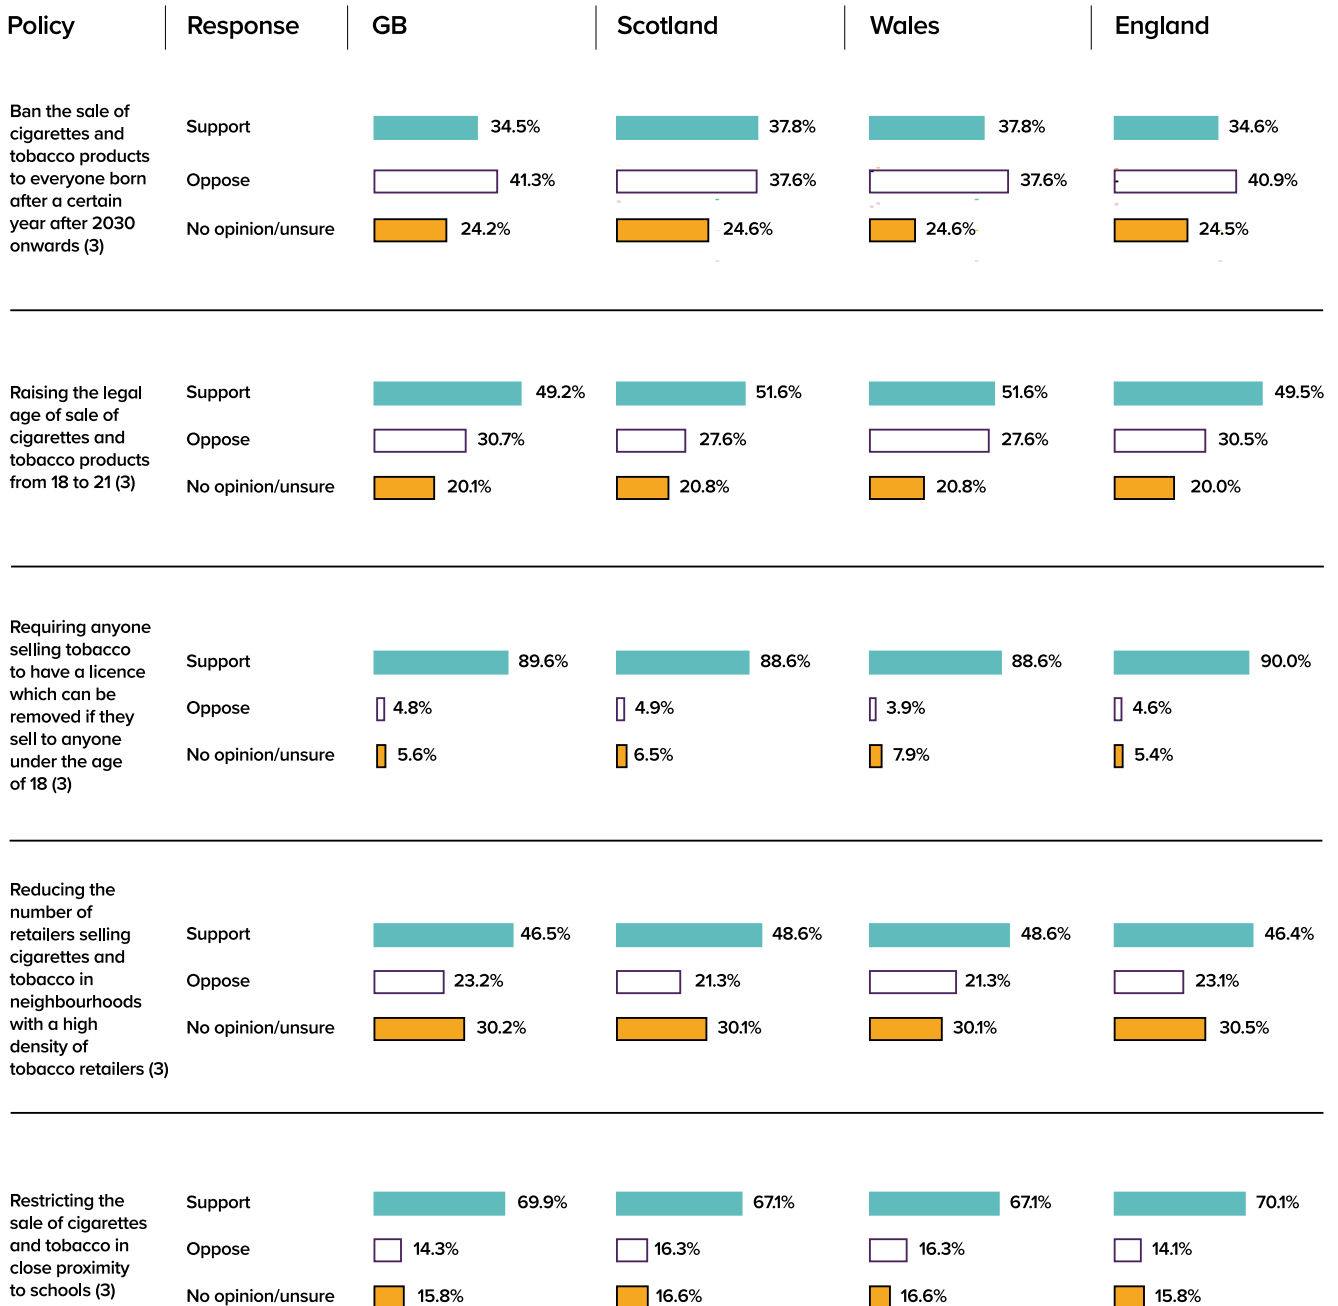 Policy Response GB Scotland Wales England
Ban the sale of
cigarettes and
tobacco products
to everyone born
after a certain
year after 2030
onwards (3)
Support 34.5% 37.8% 37.8% 34.6%
Oppose 41.3% 37.6% 37.6% 40.9%
No opinion/unsure 24.2% 24.6% 24.6% 24.5%
Raising the legal
age of sale of
cigarettes and
tobacco products
from 18 to 21 (3)
Support 49.2% 51.6% 51.6% 49.5%
Oppose 30.7% 27.6% 27.6% 30.5%
No opinion/unsure 20.1% 20.8% 20.8% 20.0%
Requiring anyone
selling tobacco
to have a licence
which can be
removed if they
sell to anyone
under the age
of 18 (3)
Support 89.6% 88.6% 88.6% 90.0%
Oppose 4.8% 4.9% 3.9% 4.6%
No opinion/unsure 5.6% 6.5% 7.9% 5.4%
Reducing the
number of
retailers selling
cigarettes and
tobacco in
neighbourhoods
with a high
density of
tobacco retailers (3)
Support 46.5% 48.6% 48.6% 46.4%
Oppose 23.2% 21.3% 21.3% 23.1%
No opinion/unsure 30.2% 30.1% 30.1% 30.5%
Restricting the
sale of cigarettes
and tobacco in
close proximity
to schools (3)
Support 69.9% 67.1% 67.1% 70.1%
Oppose 14.3% 16.3% 16.3% 14.1%
No opinion/unsure 15.8% 16.6% 16.6% 15.8%